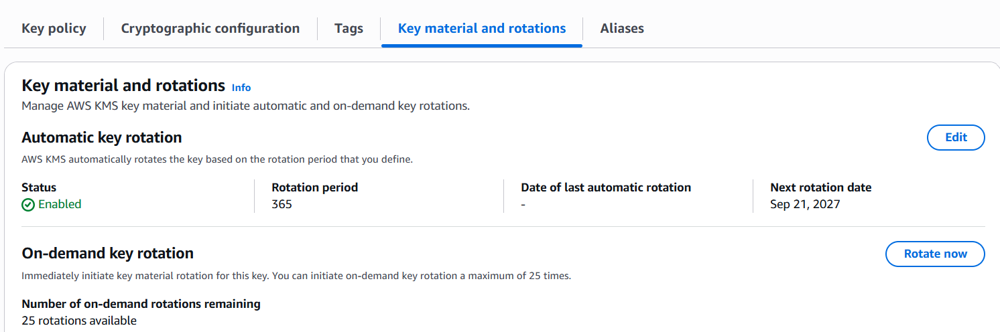 Key policy Cryptographic configuration Tags Key material and rotations Aliases
Key material and rotations Info
Manage AWS KMS key material and initiate automatic and on-demand key rotations.
Automatic key rotation Edit
AWS KMS automatically rotates the key based on the rotation period that you define.
Status Rotation period Date of last automatic rotation Next rotation date
Enabled 365 - Sep 21, 2027
On-demand key rotation Rotate now
Immediately initiate key material rotation for this key. You can initiate on-demand key rotation a maximum of 25 times.
Number of on-demand rotations remaining
25 rotations available